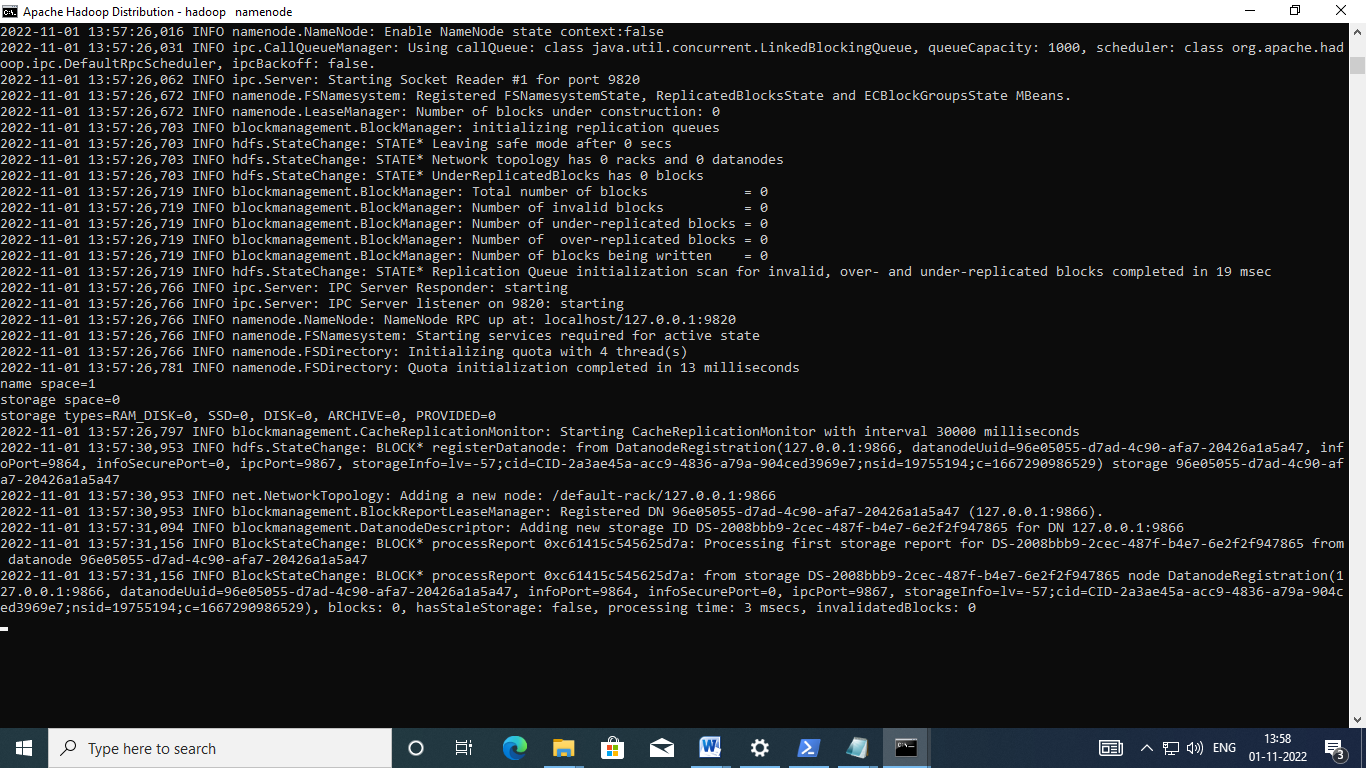 Apache Hadoop Distribution - hadoop   namenode
2022-11-01 13:57:26,016 INFO namenode.NameNode: Enable NameNode state context:false
2022-11-01 13:57:26,031 INFO ipc.CallQueueManager: Using callQueue: class java.util.concurrent.LinkedBlockingQueue, queueCapacity: 1000, scheduler: class org.apache.had
oop.ipc.DefaultRpcScheduler, ipcBackoff: false.
2022-11-01 13:57:26,062 INFO ipc.Server: Starting Socket Reader #1 for port 9820
2022-11-01 13:57:26,672 INFO namenode.FSNamesystem: Registered FSNamesystemState, ReplicatedBlocksState and ECBlockGroupsState MBeans.
2022-11-01 13:57:26,672 INFO namenode.LeaseManager: Number of blocks under construction: 0
2022-11-01 13:57:26,703 INFO blockmanagement.BlockManager: initializing replication queues
2022-11-01 13:57:26,703 INFO hdfs.StateChange: STATE* Leaving safe mode after 0 secs
2022-11-01 13:57:26,703 INFO hdfs.StateChange: STATE* Network topology has 0 racks and 0 datanodes
2022-11-01 13:57:26,703 INFO hdfs.StateChange: STATE* UnderReplicatedBlocks has 0 blocks
2022-11-01 13:57:26,719 INFO blockmanagement.BlockManager: Total number of blocks            = 0
2022-11-01 13:57:26,719 INFO blockmanagement.BlockManager: Number of invalid blocks          = 0
2022-11-01 13:57:26,719 INFO blockmanagement.BlockManager: Number of under-replicated blocks = 0
2022-11-01 13:57:26,719 INFO blockmanagement.BlockManager: Number of  over-replicated blocks = 0
2022-11-01 13:57:26,719 INFO blockmanagement.BlockManager: Number of blocks being written    = 0
2022-11-01 13:57:26,719 INFO hdfs.StateChange: STATE* Replication Queue initialization scan for invalid, over- and under-replicated blocks completed in 19 msec
2022-11-01 13:57:26,766 INFO ipc.Server: IPC Server Responder: starting
2022-11-01 13:57:26,766 INFO ipc.Server: IPC Server listener on 9820: starting
2022-11-01 13:57:26,766 INFO namenode.NameNode: NameNode RPC up at: localhost/127.0.0.1:9820
2022-11-01 13:57:26,766 INFO namenode.FSNamesystem: Starting services required for active state
2022-11-01 13:57:26,766 INFO namenode.FSDirectory: Initializing quota with 4 thread(s)
2022-11-01 13:57:26,781 INFO namenode.FSDirectory: Quota initialization completed in 13 milliseconds
name space=1
storage space=0
storage types=RAM_DISK=0, SSD=0, DISK=0, ARCHIVE=0, PROVIDED=0
2022-11-01 13:57:26,797 INFO blockmanagement.CacheReplicationMonitor: Starting CacheReplicationMonitor with interval 30000 milliseconds
2022-11-01 13:57:30,953 INFO hdfs.StateChange: BLOCK* registerDatanode: from DatanodeRegistration(127.0.0.1:9866, datanodeUuid=96e05055-d7ad-4c90-afa7-20426a1a5a47, inf
oPort=9864, infoSecurePort=0, ipcPort=9867, storageInfo=lv=-57;cid=CID-2a3ae45a-acc9-4836-a79a-904ced3969e7;nsid=19755194;c=1667290986529) storage 96e05055-d7ad-4c90-af
a7-20426a1a5a47
2022-11-01 13:57:30,953 INFO net.NetworkTopology: Adding a new node: /default-rack/127.0.0.1:9866
2022-11-01 13:57:30,953 INFO blockmanagement.BlockReportLeaseManager: Registered DN 96e05055-d7ad-4c90-afa7-20426a1a5a47 (127.0.0.1:9866).
2022-11-01 13:57:31,094 INFO blockmanagement.DatanodeDescriptor: Adding new storage ID DS-2008bbb9-2cec-487f-b4e7-6e2f2f947865 for DN 127.0.0.1:9866
2022-11-01 13:57:31,156 INFO BlockStateChange: BLOCK* processReport 0xc61415c545625d7a: Processing first storage report for DS-2008bbb9-2cec-487f-b4e7-6e2f2f947865 from
 datanode 96e05055-d7ad-4c90-afa7-20426a1a5a47
2022-11-01 13:57:31,156 INFO BlockStateChange: BLOCK* processReport 0xc61415c545625d7a: from storage DS-2008bbb9-2cec-487f-b4e7-6e2f2f947865 node DatanodeRegistration(1
27.0.0.1:9866, datanodeUuid=96e05055-d7ad-4c90-afa7-20426a1a5a47, infoPort=9864, infoSecurePort=0, ipcPort=9867, storageInfo=lv=-57;cid=CID-2a3ae45a-acc9-4836-a79a-904c
ed3969e7;nsid=19755194;c=1667290986529), blocks: 0, hasStaleStorage: false, processing time: 3 msecs, invalidatedBlocks: 0
Type here to search
ENG
13:58
01-11-2022
3